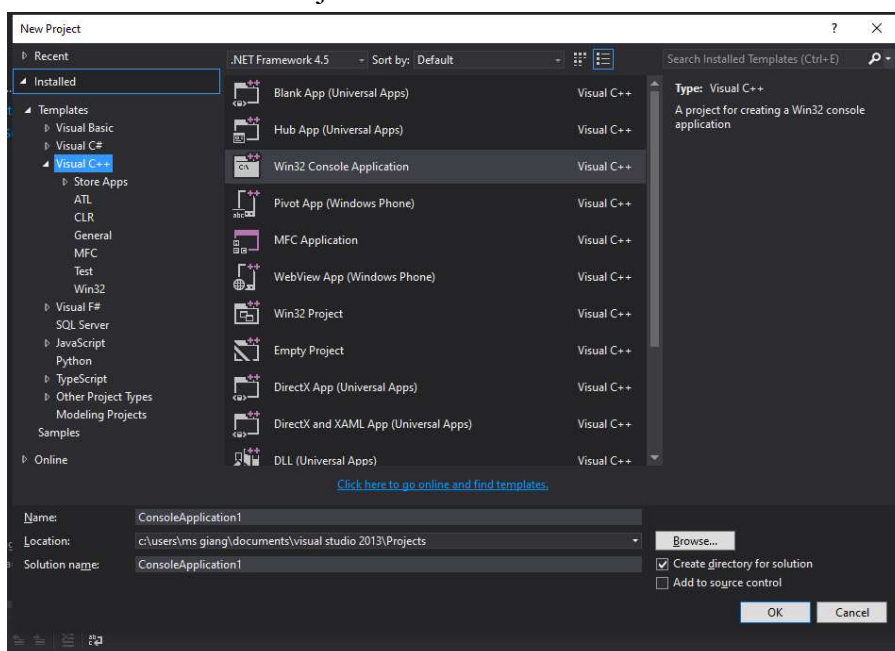 New Project
? X
Recent
.NET Framework 4.5
Sort by: Default
Search Installed Templates (Ctrl+E)
Installed
Templates
Visual Basic
Visual C#
Visual C++
Store Apps
ATL
CLR
General
MFC
Test
Win32
Visual F#
SQL Server
JavaScript
Python
TypeScript
Other Project Types
Modeling Projects
Samples
Online
Blank App (Universal Apps) Visual C++
Hub App (Universal Apps) Visual C++
Win32 Console Application Visual C++
Pivot App (Windows Phone) Visual C++
MFC Application Visual C++
WebView App (Windows Phone) Visual C++
Win32 Project Visual C++
Empty Project Visual C++
DirectX App (Universal Apps) Visual C++
DirectX and XAML App (Universal Apps) Visual C++
DLL (Universal Apps) Visual C++
Click here to go online and find templates.
Type: Visual C++
A project for creating a Win32 console
application
Name: ConsoleApplication1
Location: c:\users\ms giang\documents\visual studio 2013\Projects
Browse...
Solution name: ConsoleApplication1
Create directory for solution
Add to source control
OK Cancel